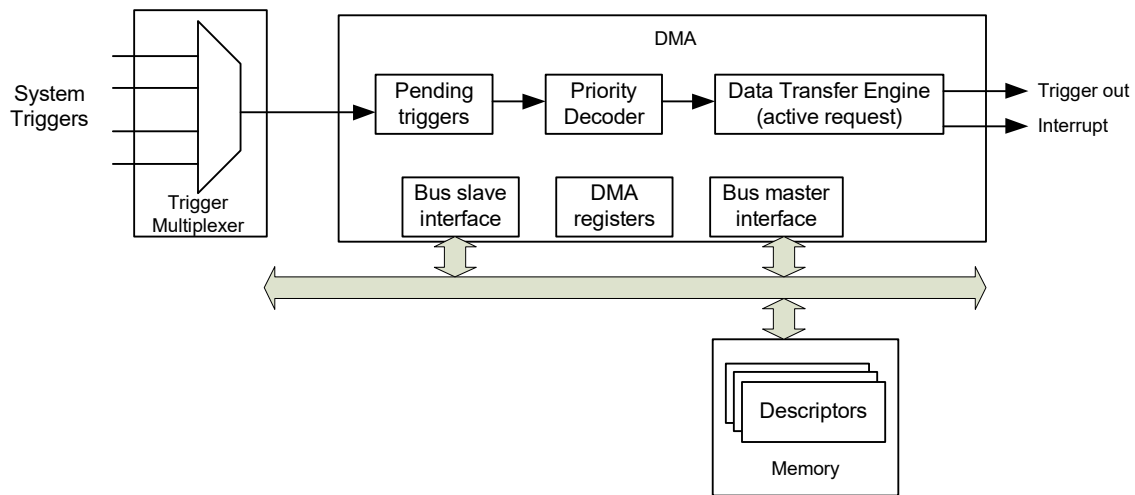 DMA
System
Triggers
Pending
triggers
Priority
Decoder
Data Transfer Engine
(active request)
Trigger out
Interrupt
Trigger
Multiplexer
Bus slave
interface
DMA
registers
Bus master
interface
Descriptors
Memory